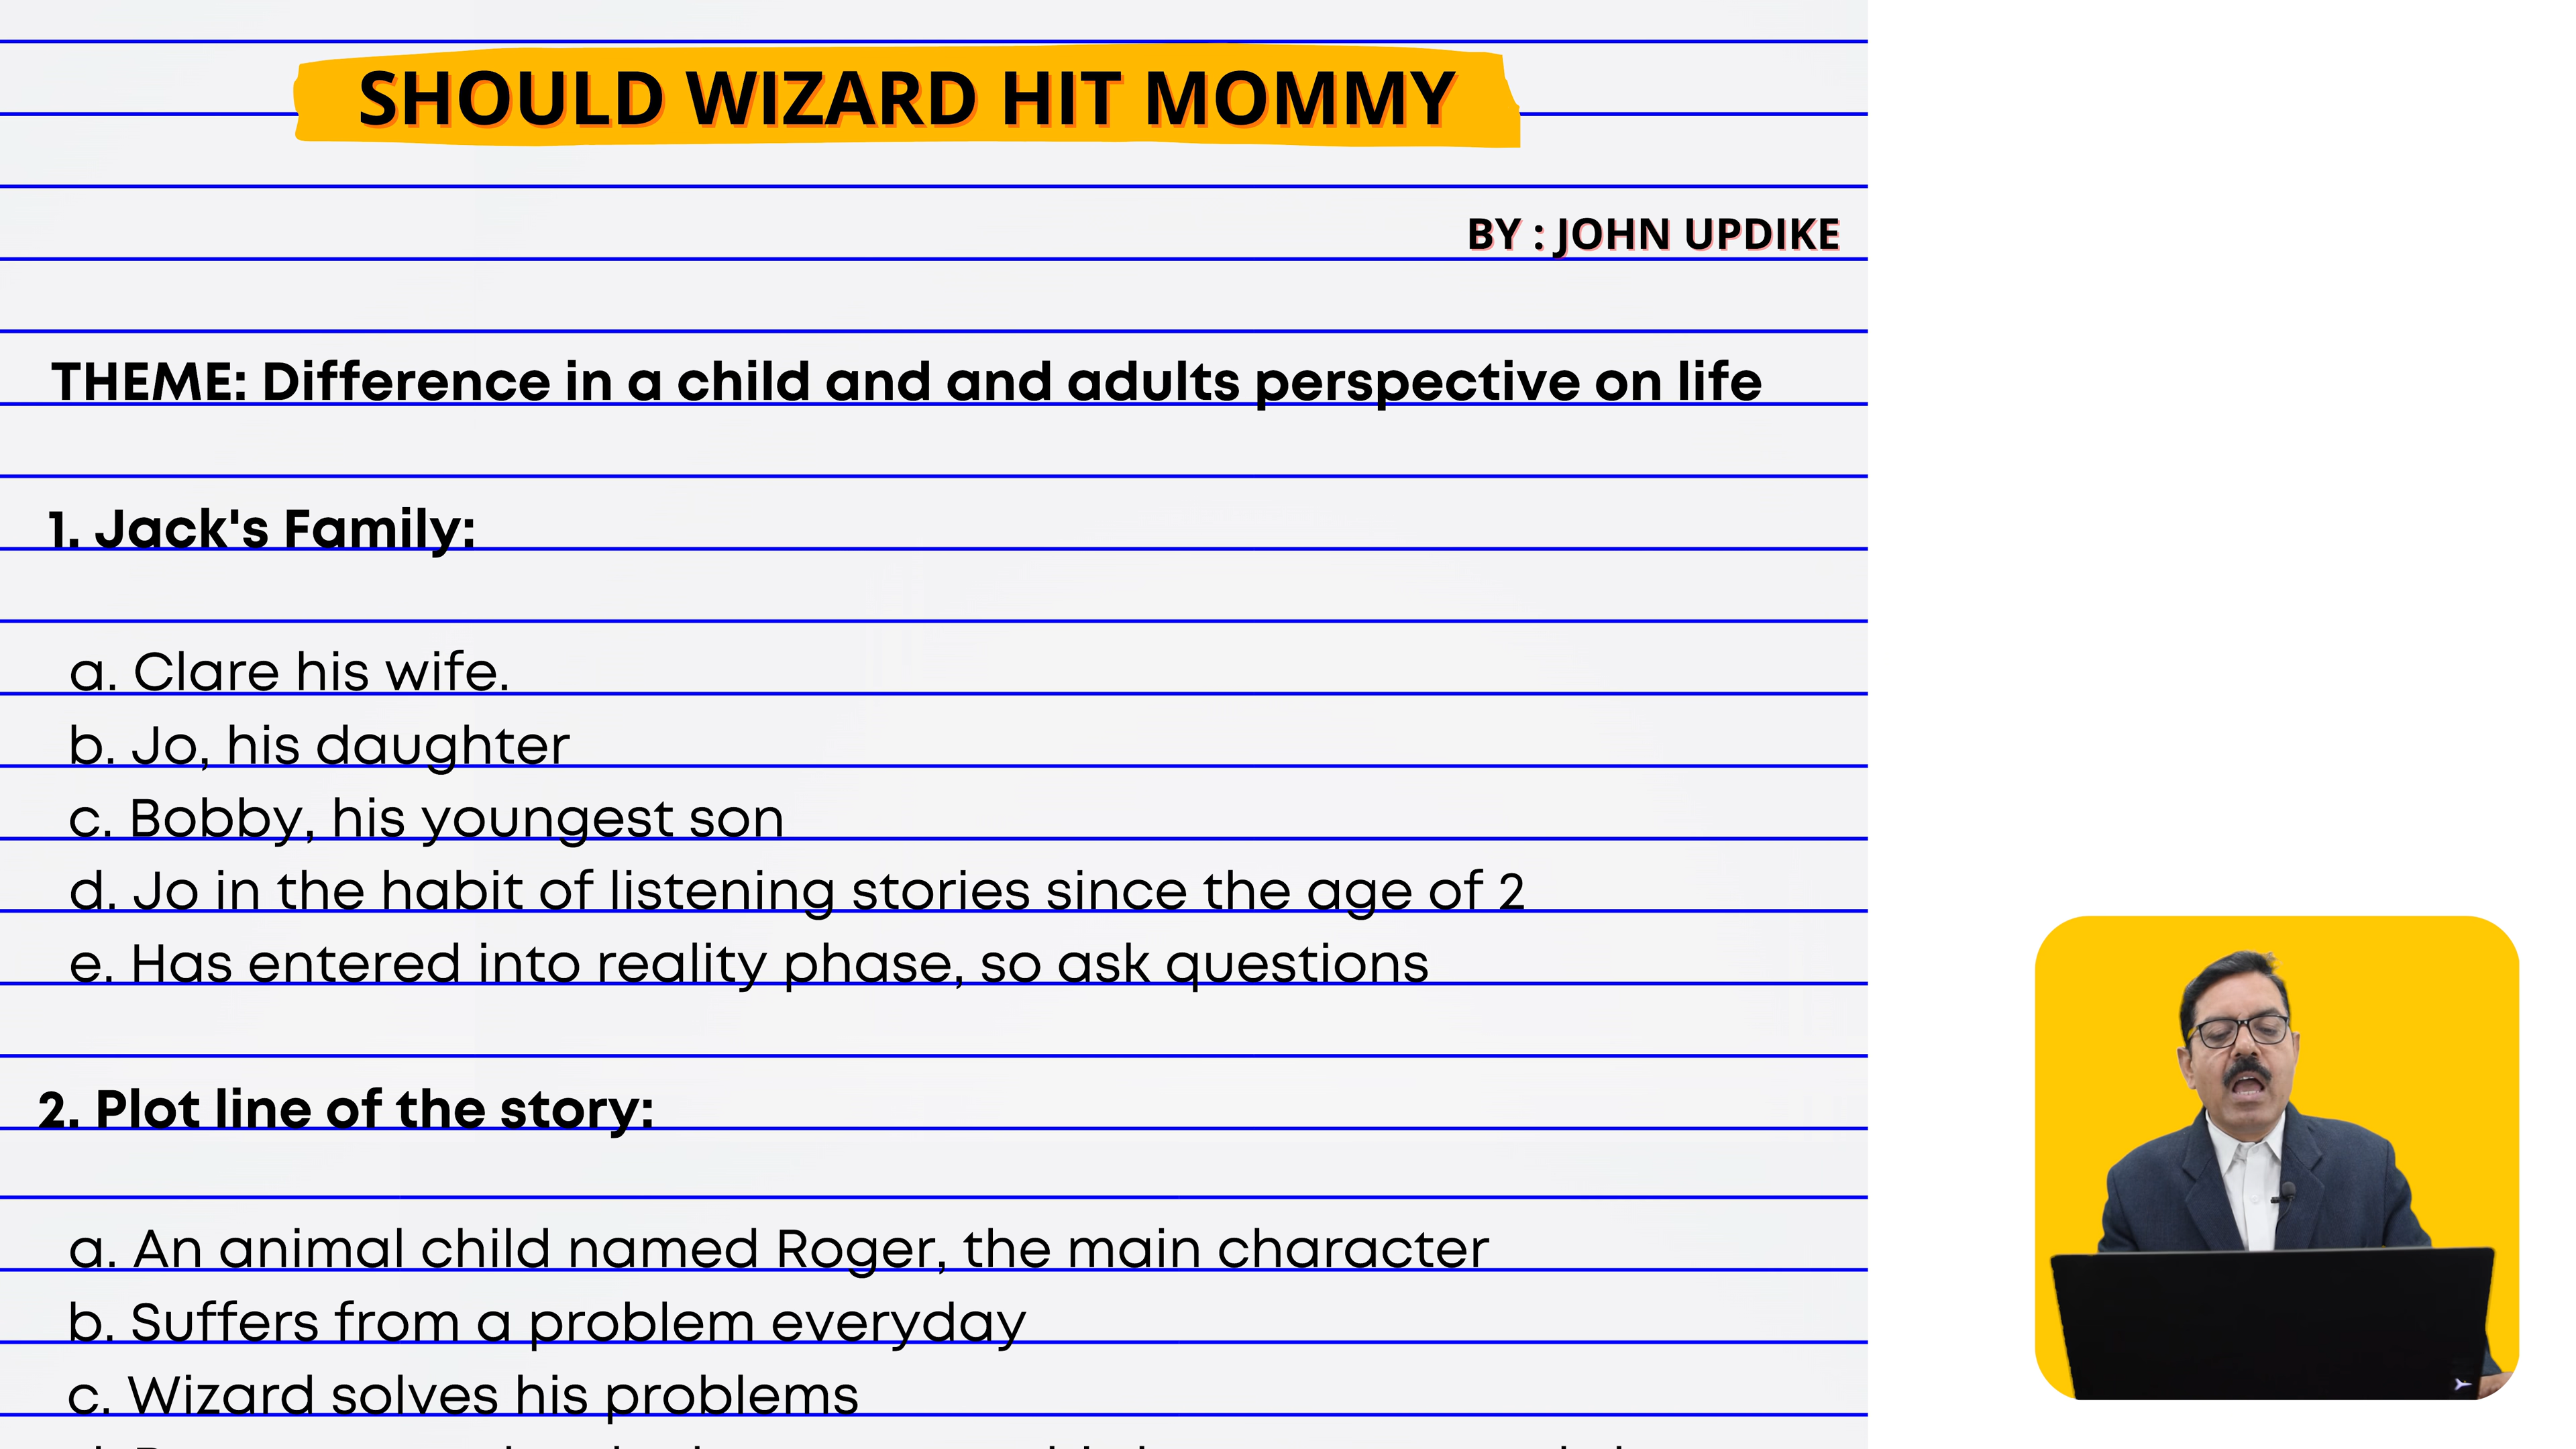 SHOULD WIZARD HIT MOMMY
BY : JOHN UPDIKE
THEME: Difference in a child and and adults perspective on life
1. Jack's Family:
a. Clare his wife.
b. Jo, his daughter
c. Bobby, his youngest son
d. Jo in the habit of listening stories since the age of 2
e. Has entered into reality phase, so ask questions
2. Plot line of the story:
a. An animal child named Roger, the main character
b. Suffers from a problem everyday
c. Wizard solves his problems